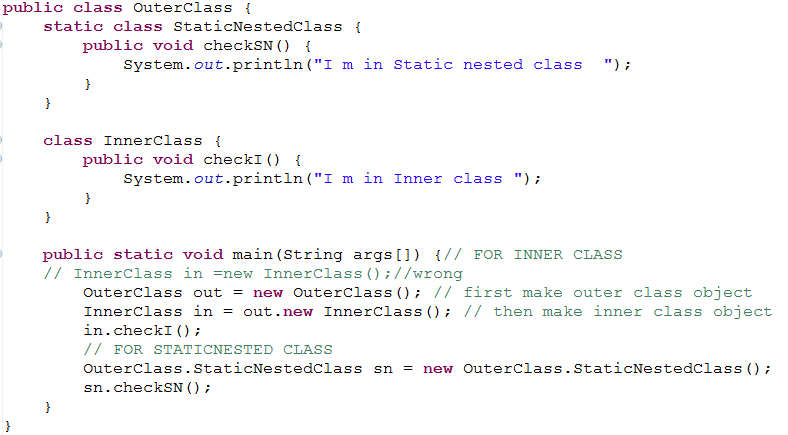 public class OuterClass {
    static class StaticNestedClass {
        public void checkSN() {
            System.out.println("I m in Static nested class  ");
        }
    }

    class InnerClass {
        public void checkI() {
            System.out.println("I m in Inner class ");
        }
    }

    public static void main(String args[]) {// FOR INNER CLASS
    // InnerClass in =new InnerClass();//wrong
        OuterClass out = new OuterClass(); // first make outer class object
        InnerClass in = out.new InnerClass(); // then make inner class object
        in.checkI();
        // FOR STATICNESTED CLASS
        OuterClass.StaticNestedClass sn = new OuterClass.StaticNestedClass();
        sn.checkSN();
    }
}